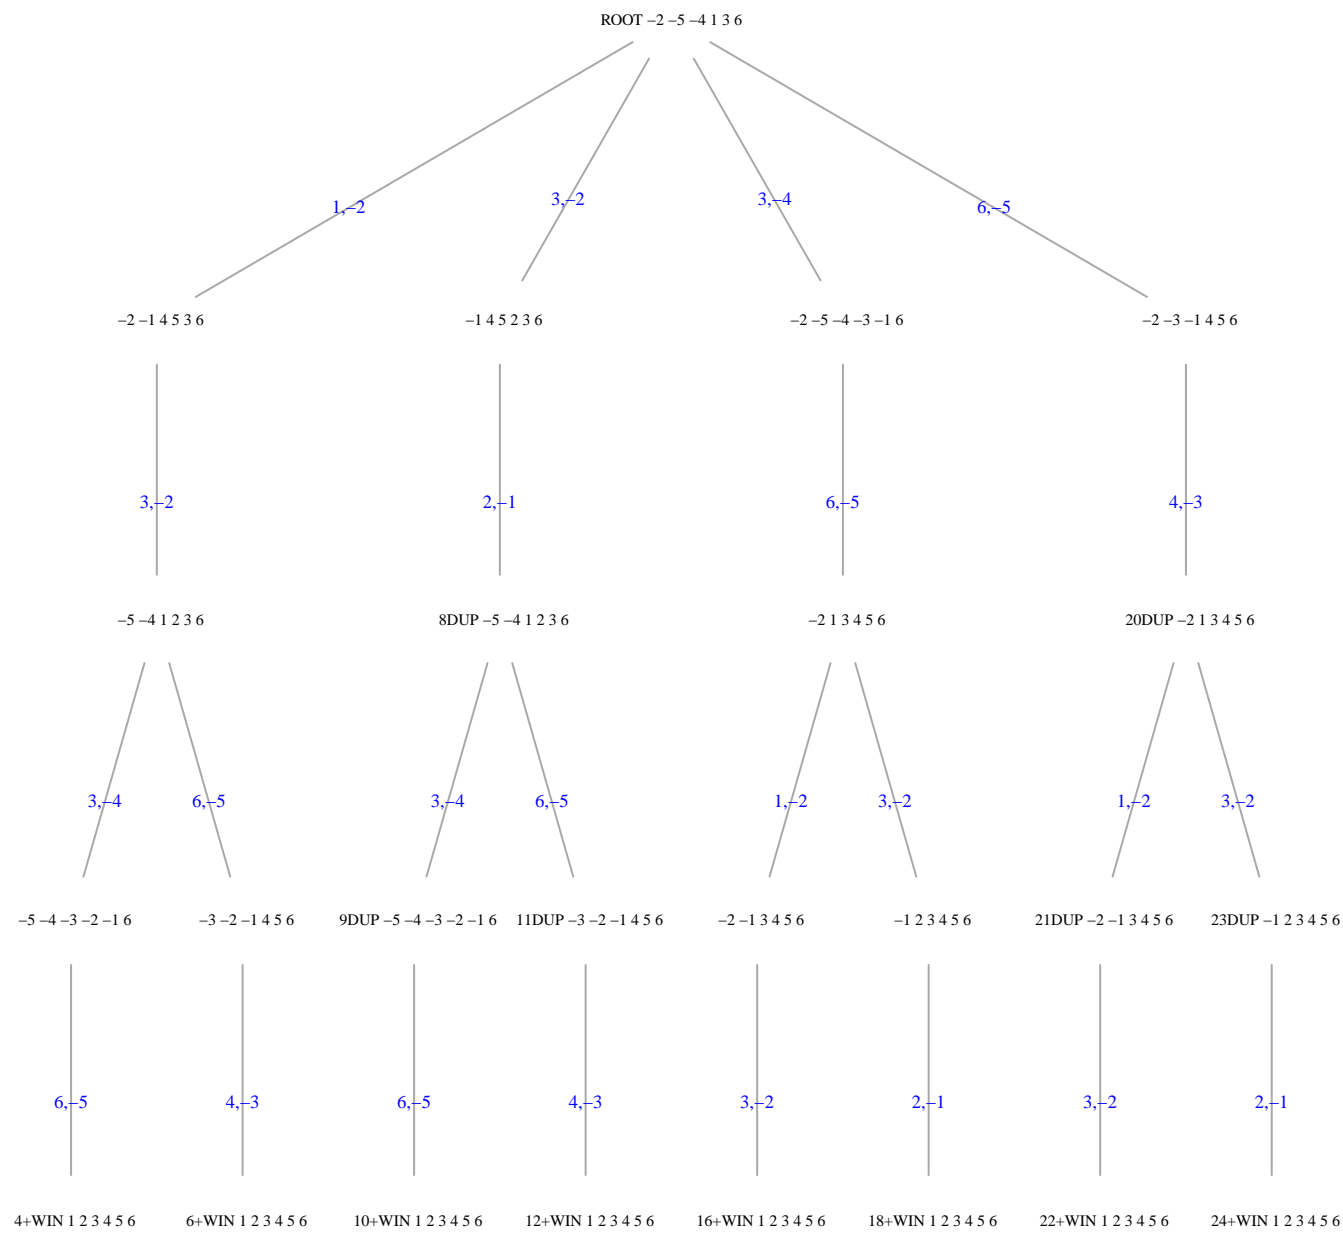 ROOT −2 −5 −4 1 3 6
3,−2
3,−4
1,−2
6,−5
−2 −1 4 5 3 6
−1 4 5 2 3 6
−2 −5 −4 −3 −1 6
−2 −3 −1 4 5 6
3,−2
2,−1
6,−5
4,−3
−5 −4 1 2 3 6
8DUP −5 −4 1 2 3 6
−2 1 3 4 5 6
20DUP −2 1 3 4 5 6
3,−4
6,−5
3,−4
6,−5
1,−2
3,−2
1,−2
3,−2
−5 −4 −3 −2 −1 6
−3 −2 −1 4 5 6
9DUP −5 −4 −3 −2 −1 6
11DUP −3 −2 −1 4 5 6
−2 −1 3 4 5 6
−1 2 3 4 5 6
21DUP −2 −1 3 4 5 6
23DUP −1 2 3 4 5 6
6,−5
4,−3
6,−5
4,−3
3,−2
2,−1
3,−2
2,−1
4+WIN 1 2 3 4 5 6
6+WIN 1 2 3 4 5 6
10+WIN 1 2 3 4 5 6
12+WIN 1 2 3 4 5 6
16+WIN 1 2 3 4 5 6
18+WIN 1 2 3 4 5 6
22+WIN 1 2 3 4 5 6
24+WIN 1 2 3 4 5 6